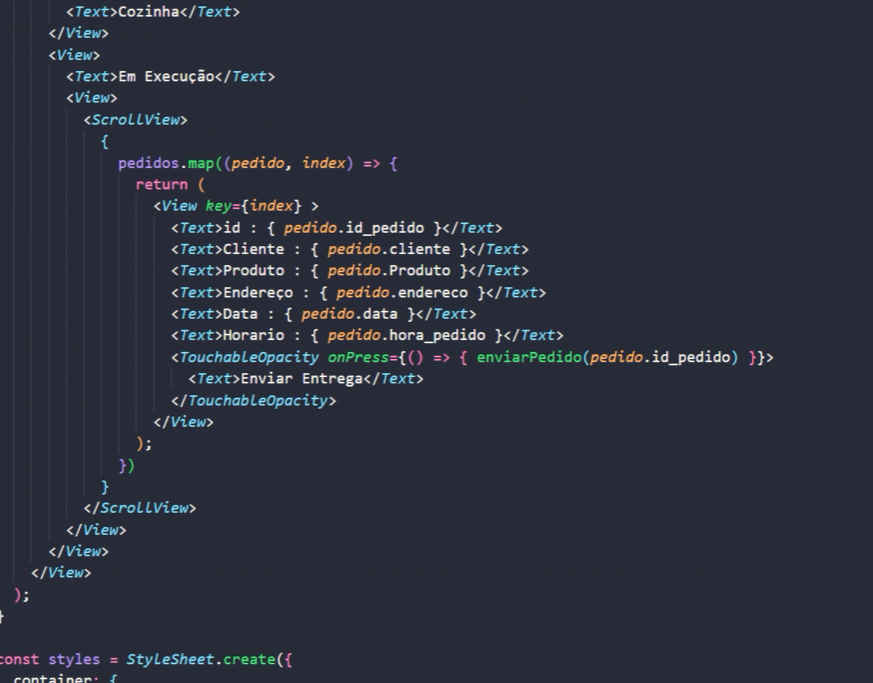 <Text>Cozinha</Text>
</View>
<View>
<Text>Em Execução</Text>
<View>
<ScrollView>
{
pedidos.map((pedido, index) => {
return (
<View key={index} >
<Text>id : { pedido.id_pedido }</Text>
<Text>Cliente : { pedido.cliente }</Text>
<Text>Produto : { pedido.Produto }</Text>
<Text>Endereço : { pedido.endereco }</Text>
<Text>Data : { pedido.data }</Text>
<Text>Horario : { pedido.hora_pedido }</Text>
<TouchableOpacity onPress={() => { enviarPedido(pedido.id_pedido) }}>
<Text>Enviar Entrega</Text>
</TouchableOpacity>
</View>
);
})
}
</ScrollView>
</View>
</View>
</View>
);
}
const styles = StyleSheet.create({
container: {